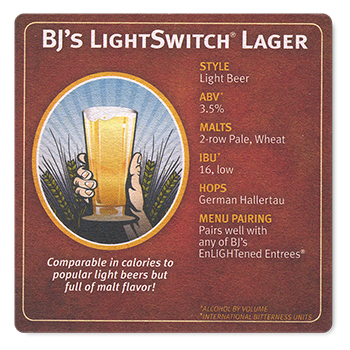 BJ's LightSwitch® Lager
STYLE
Light Beer
ABV*
3.5%
MALTS
2-row Pale, Wheat
IBU*
16, low
HOPS
German Hallertau
MENU PAIRING
Pairs well with
any of BJ's
EnLIGHTened Entrees®
Comparable in calories to
popular light beers but
full of malt flavor!
*ALCOHOL BY VOLUME
*INTERNATIONAL BITTERNESS UNITS